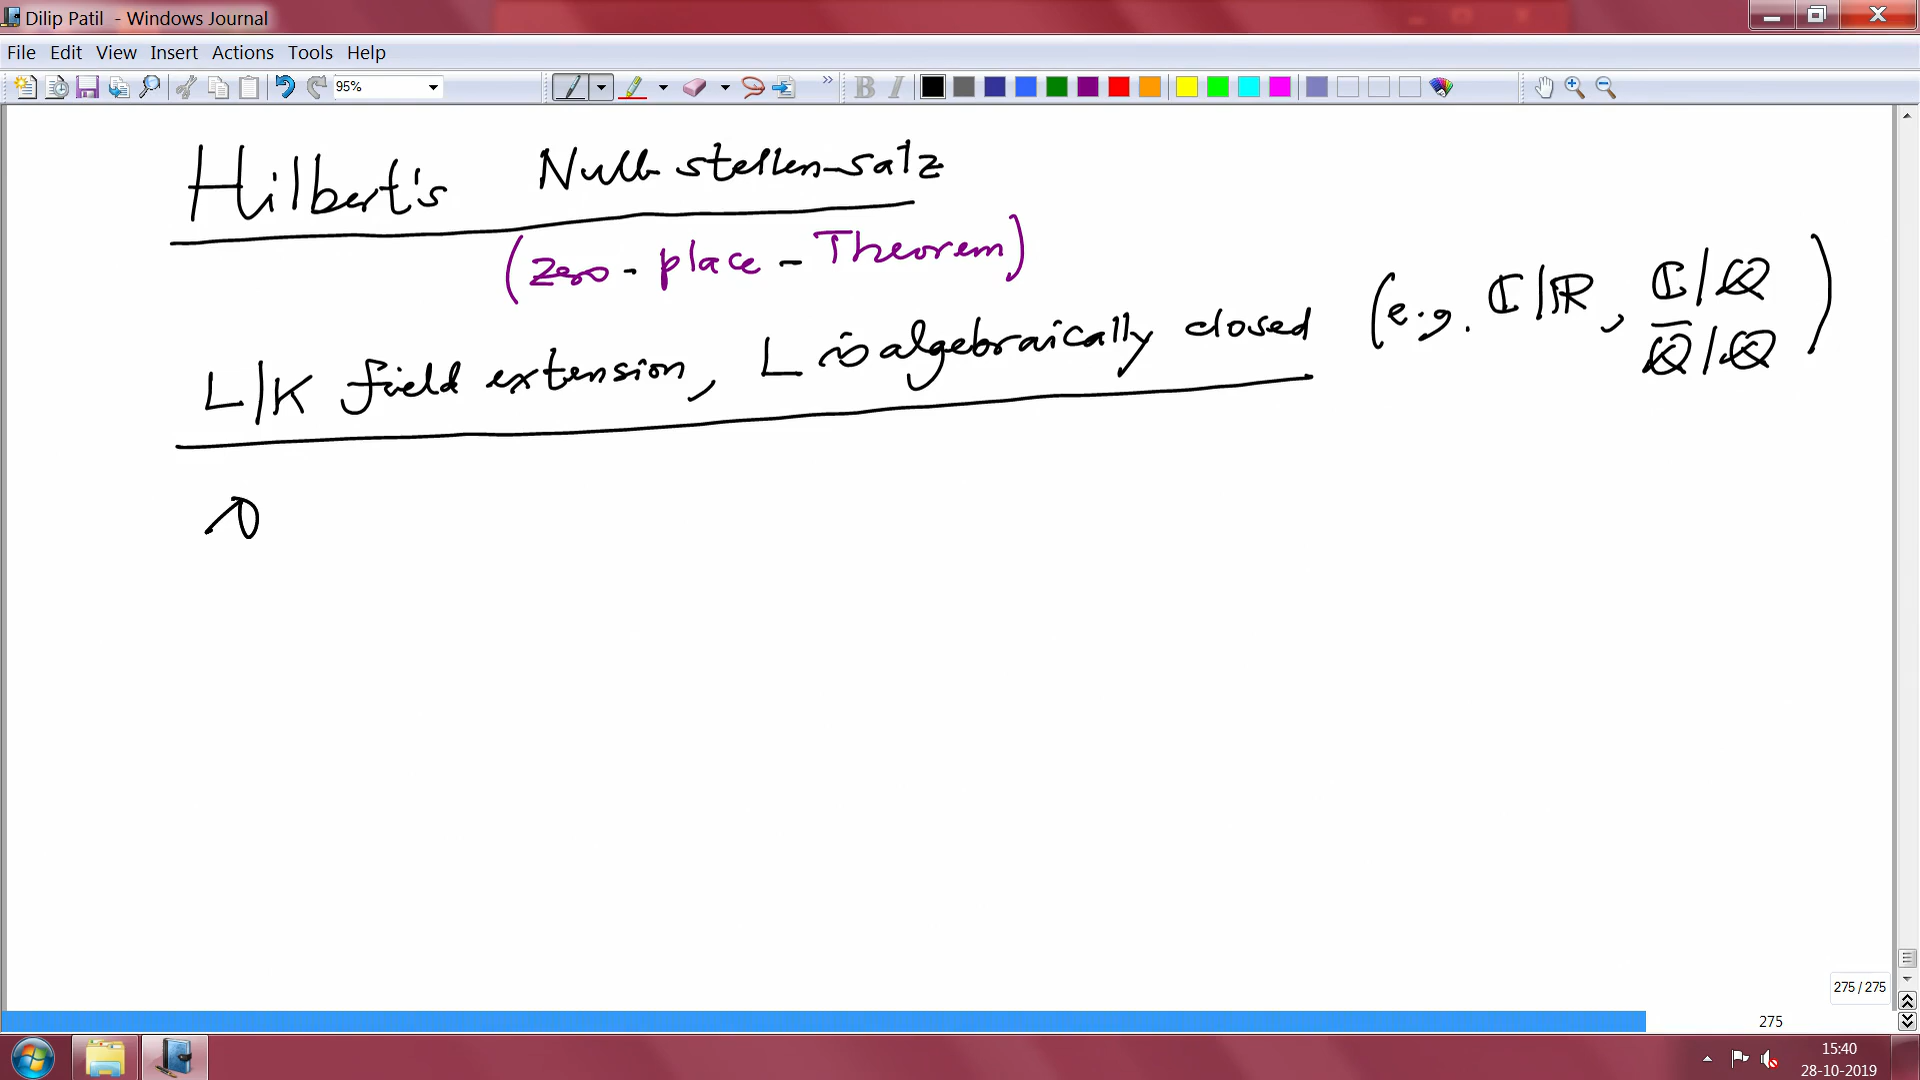 Dilip Patil - Windows Journal
File Edit View Insert Actions Tools Help
95%
Hilbert's Null-stellen-satz
(Zero - place - Theorem)
L/K field extension, L is algebraically closed (e.g. ℂ|ℝ, ℂ|ℚ
ℚ̅|ℚ)
275 / 275
275
15:40
28-10-2019